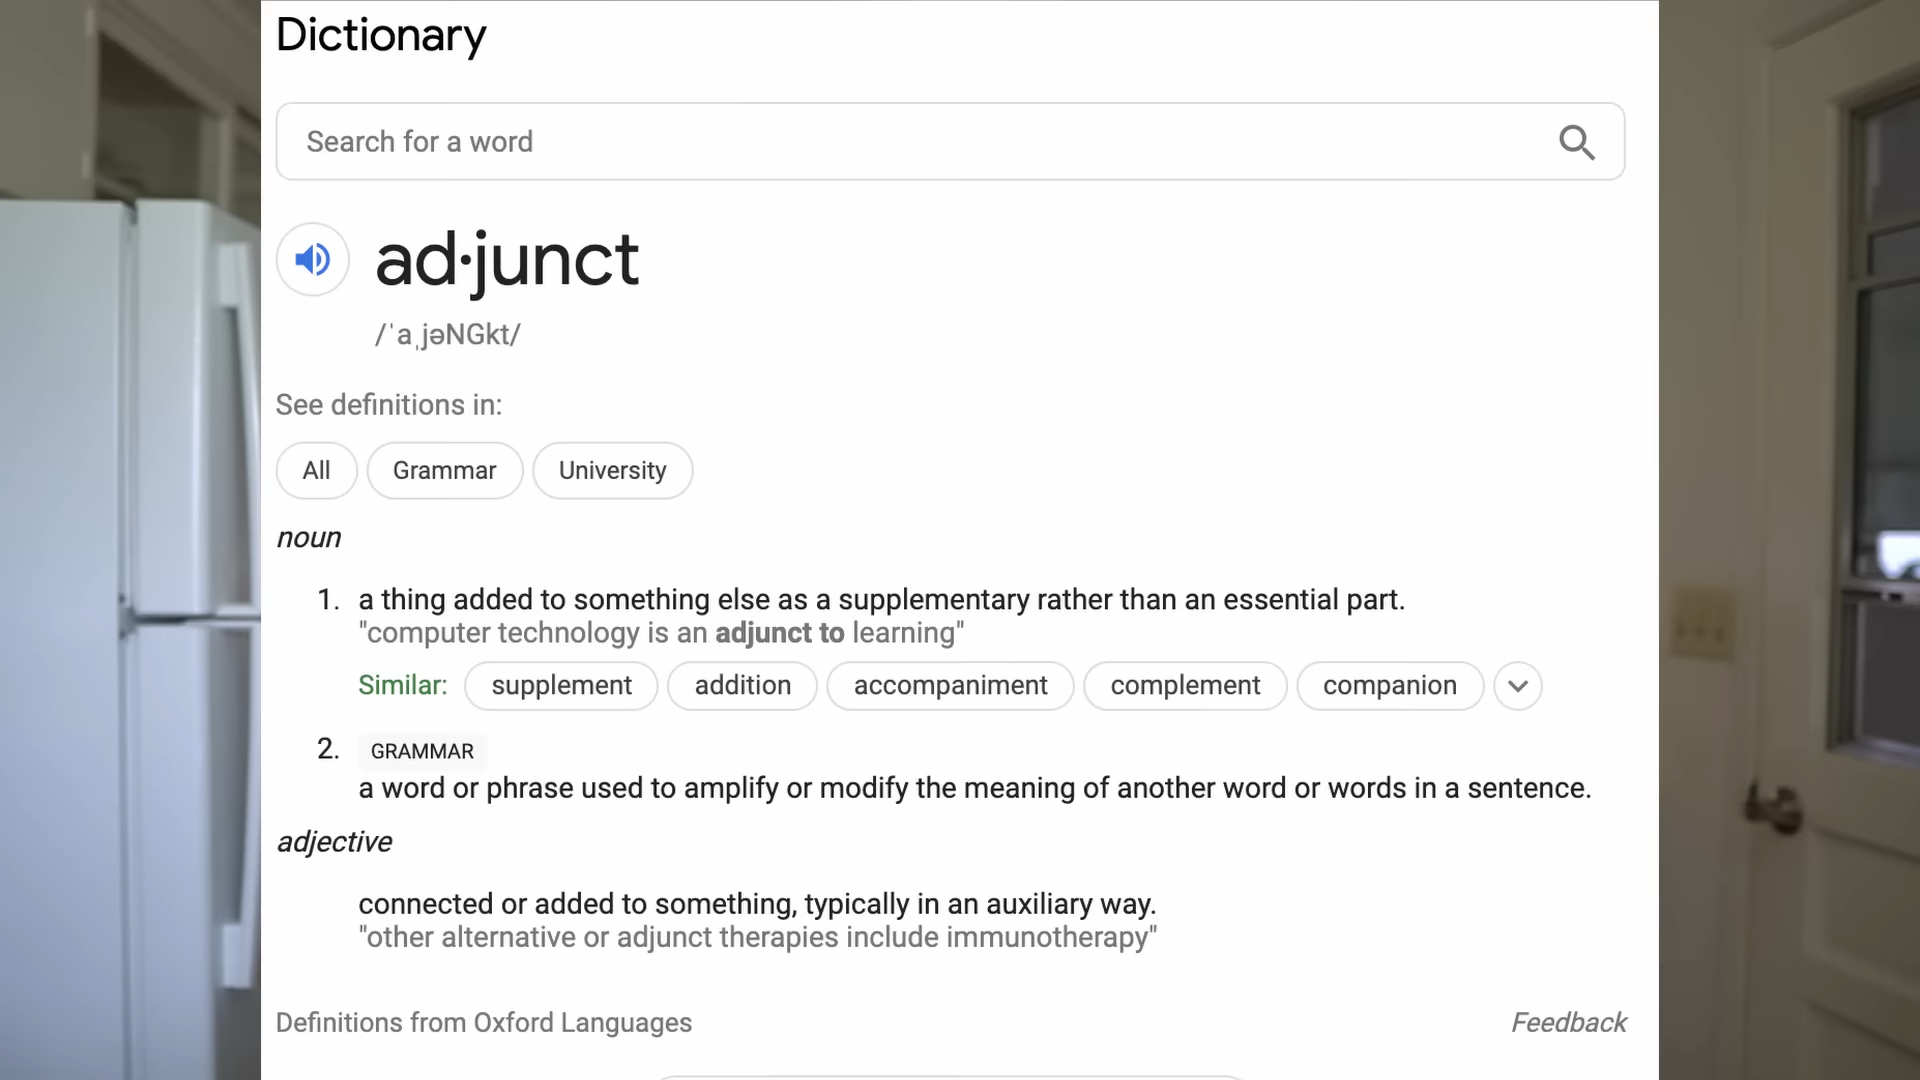 Dictionary
Search for a word
ad·junct
/ˈaˌjəNGkt/
See definitions in:
All Grammar University
noun
1. a thing added to something else as a supplementary rather than an essential part.
"computer technology is an adjunct to learning"
Similar: supplement addition accompaniment complement companion
2. GRAMMAR
a word or phrase used to amplify or modify the meaning of another word or words in a sentence.
adjective
connected or added to something, typically in an auxiliary way.
"other alternative or adjunct therapies include immunotherapy"
Definitions from Oxford Languages Feedback